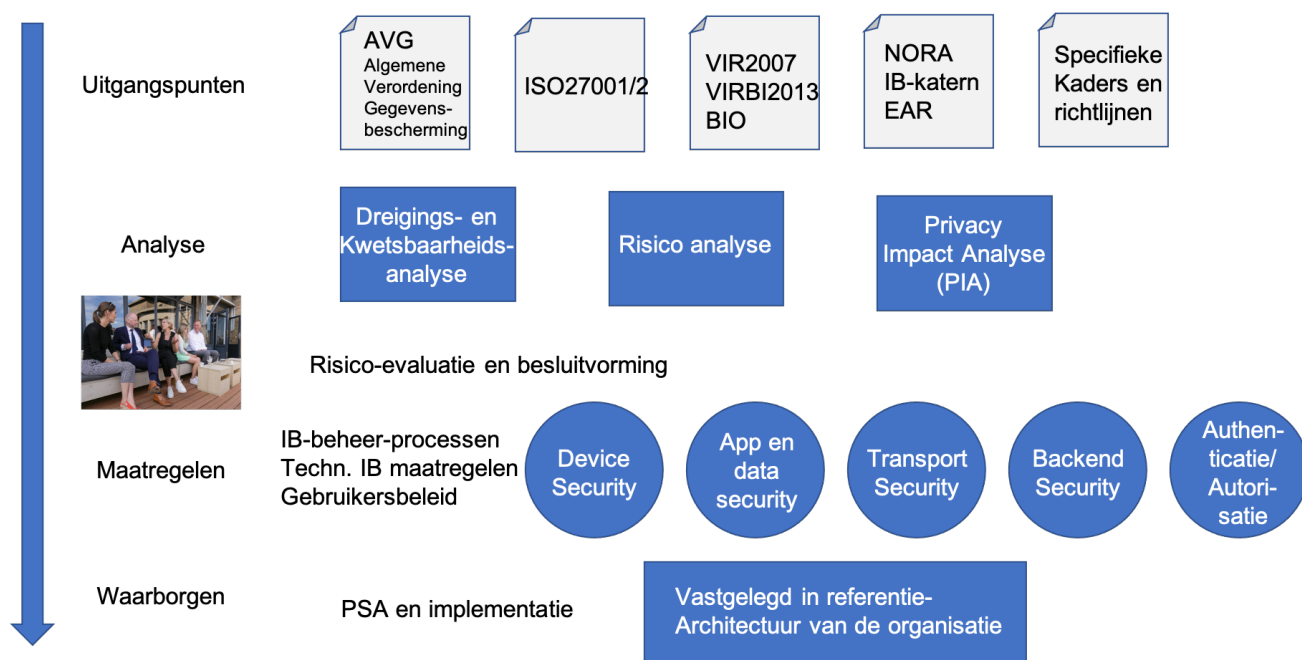 Uitgangspunten
AVG
Algemene
Verordening
Gegevens-
bescherming
ISO27001/2
VIR2007
VIRBI2013
BIO
NORA
IB-katern
EAR
Specifieke
Kaders en
richtlijnen
Analyse
Dreigings- en
Kwetsbaarheids-
analyse
Risico analyse
Privacy
Impact Analyse
(PIA)
Risico-evaluatie en besluitvorming
Maatregelen
IB-beheer-processen
Techn. IB maatregelen
Gebruikersbeleid
Device
Security
App en
data
security
Transport
Security
Backend
Security
Authen-
ticatie/
Autori-
satie
Waarborgen
PSA en implementatie
Vastgelegd in referentie-
Architectuur van de organisatie